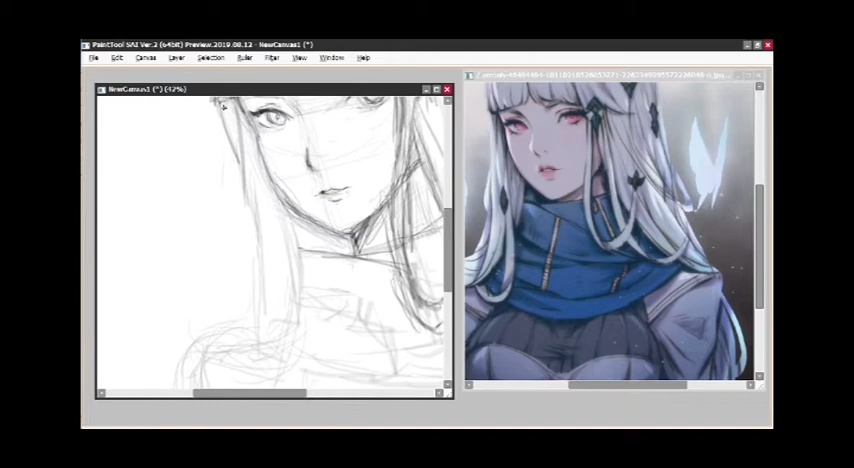 PaintTool SAI Ver.2 (64bit) Preview.2019.08.12 - NewCanvas1 (*)
File Edit Canvas Layer Selection Ruler Filter View Window Help
NewCanvas1 (*) (42%)